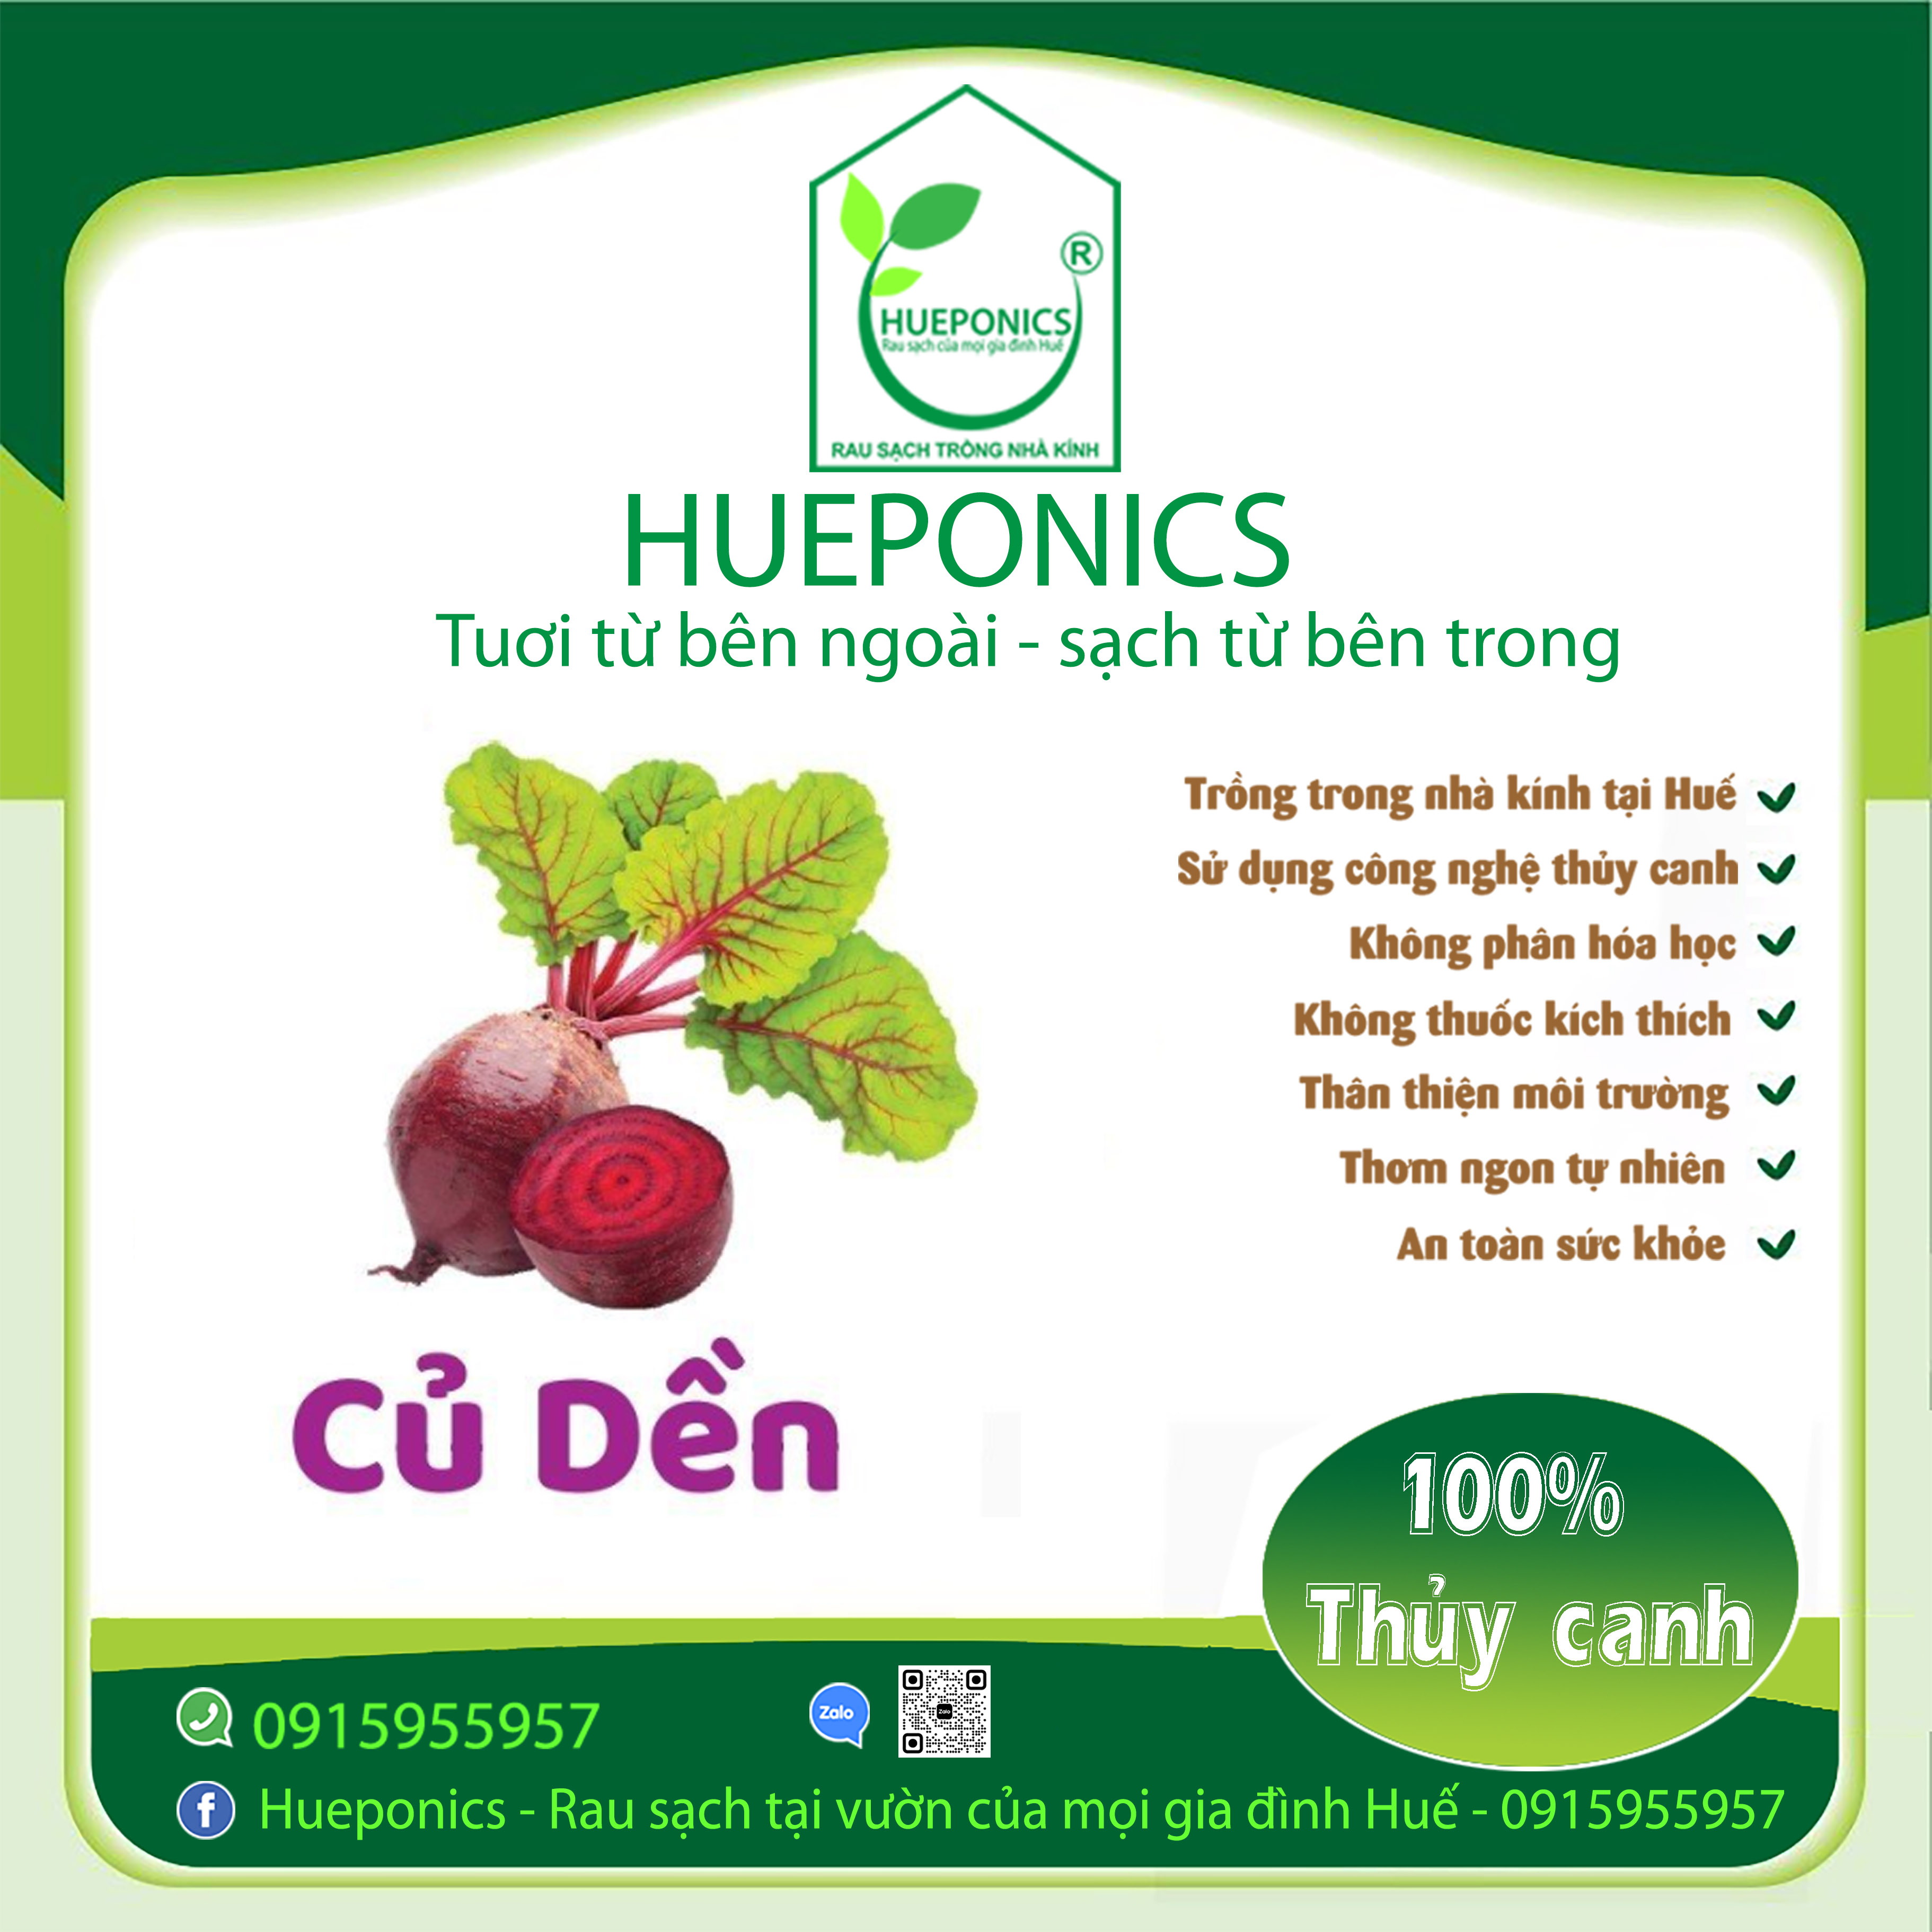 ®
HUEPONICS
Rau sạch của mọi gia đình Huế
RAU SẠCH TRỒNG NHÀ KÍNH
HUEPONICS
Tươi từ bên ngoài - sạch từ bên trong
Trồng trong nhà kính tại Huế
Sử dụng công nghệ thủy canh
Không phân hóa học
Không thuốc kích thích
Thân thiện môi trường
Thơm ngon tự nhiên
An toàn sức khỏe
Củ Dền
100%
Thủy canh
0915955957
Zalo
Zalo
Hueponics - Rau sạch tại vườn của mọi gia đình Huế - 0915955957